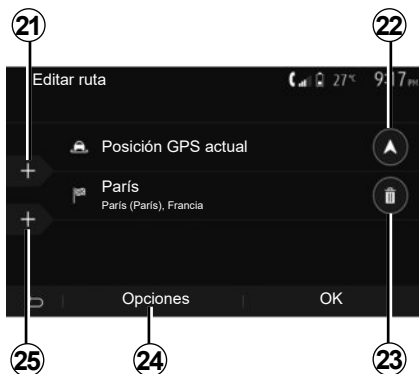 21
22
Editar ruta
27°C
9:17 PM
Posición GPS actual
+
París
París (París), Francia
+
Opciones
OK
25
24
23